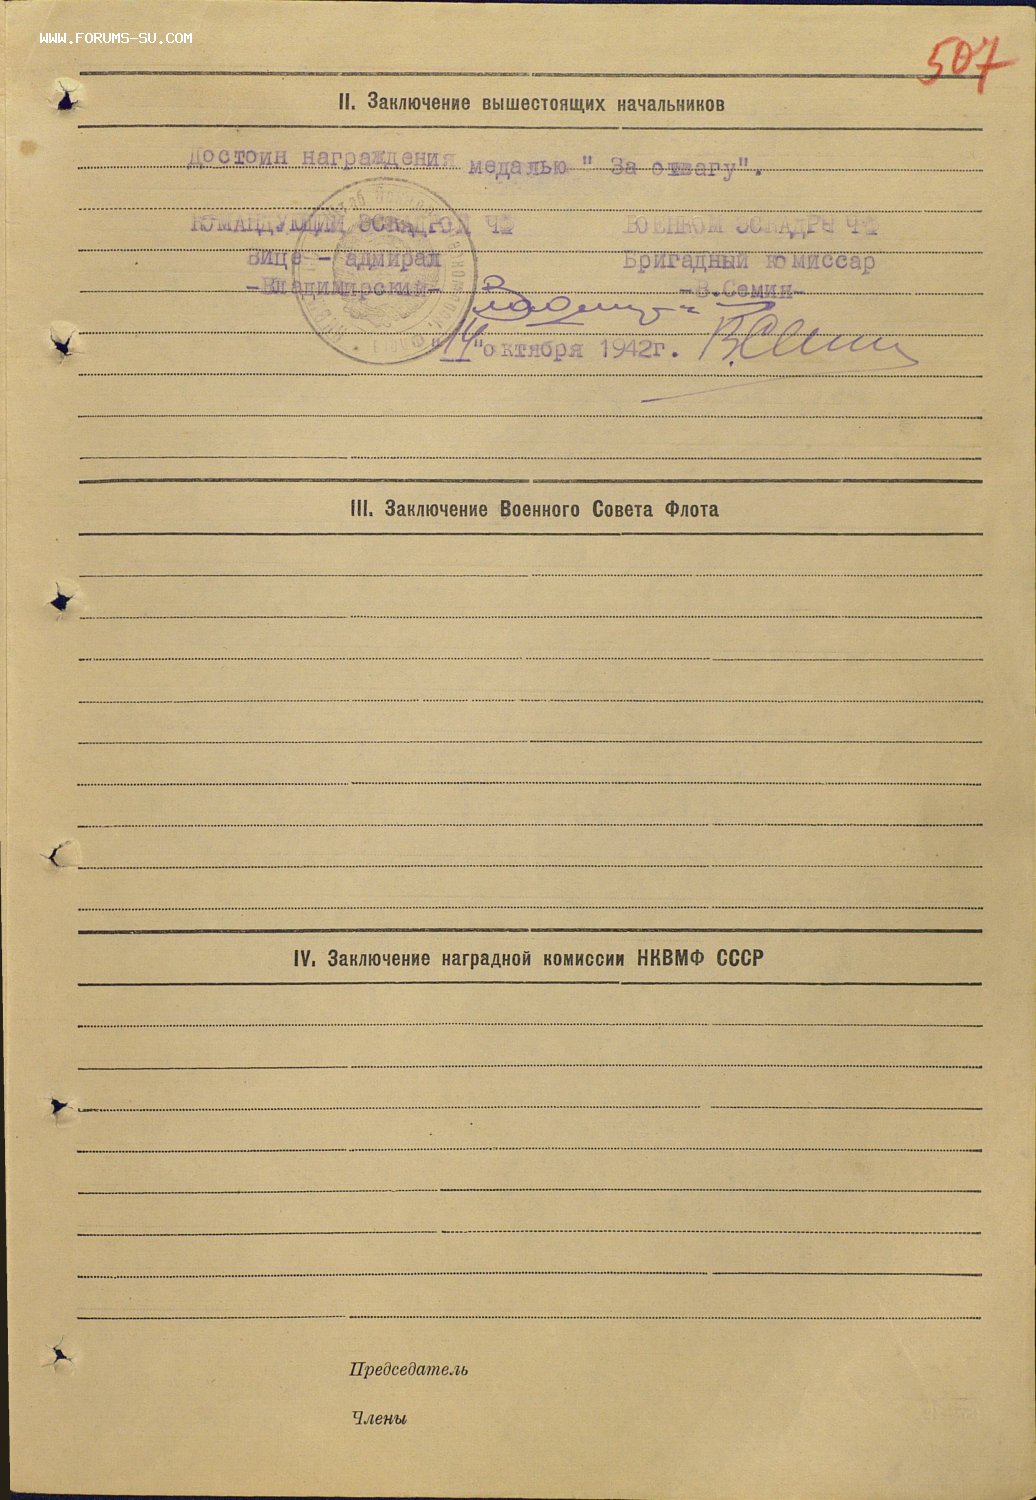 WWW.FORUMS-SU.COM
507
II. Заключение вышестоящих начальников
Достоин награждения медалью " За отвагу".
КОМАНДУЮЩИЙ ЭСКАДРОЙ ЧФ ВОЕНКОМ ЭСКАДРЫ ЧФ
Вице - адмирал Бригадный комиссар
-Владимирский- -В.Семин-
"14" октября 1942г.
III. Заключение Военного Совета Флота
IV. Заключение наградной комиссии НКВМФ СССР
Председатель
Члены